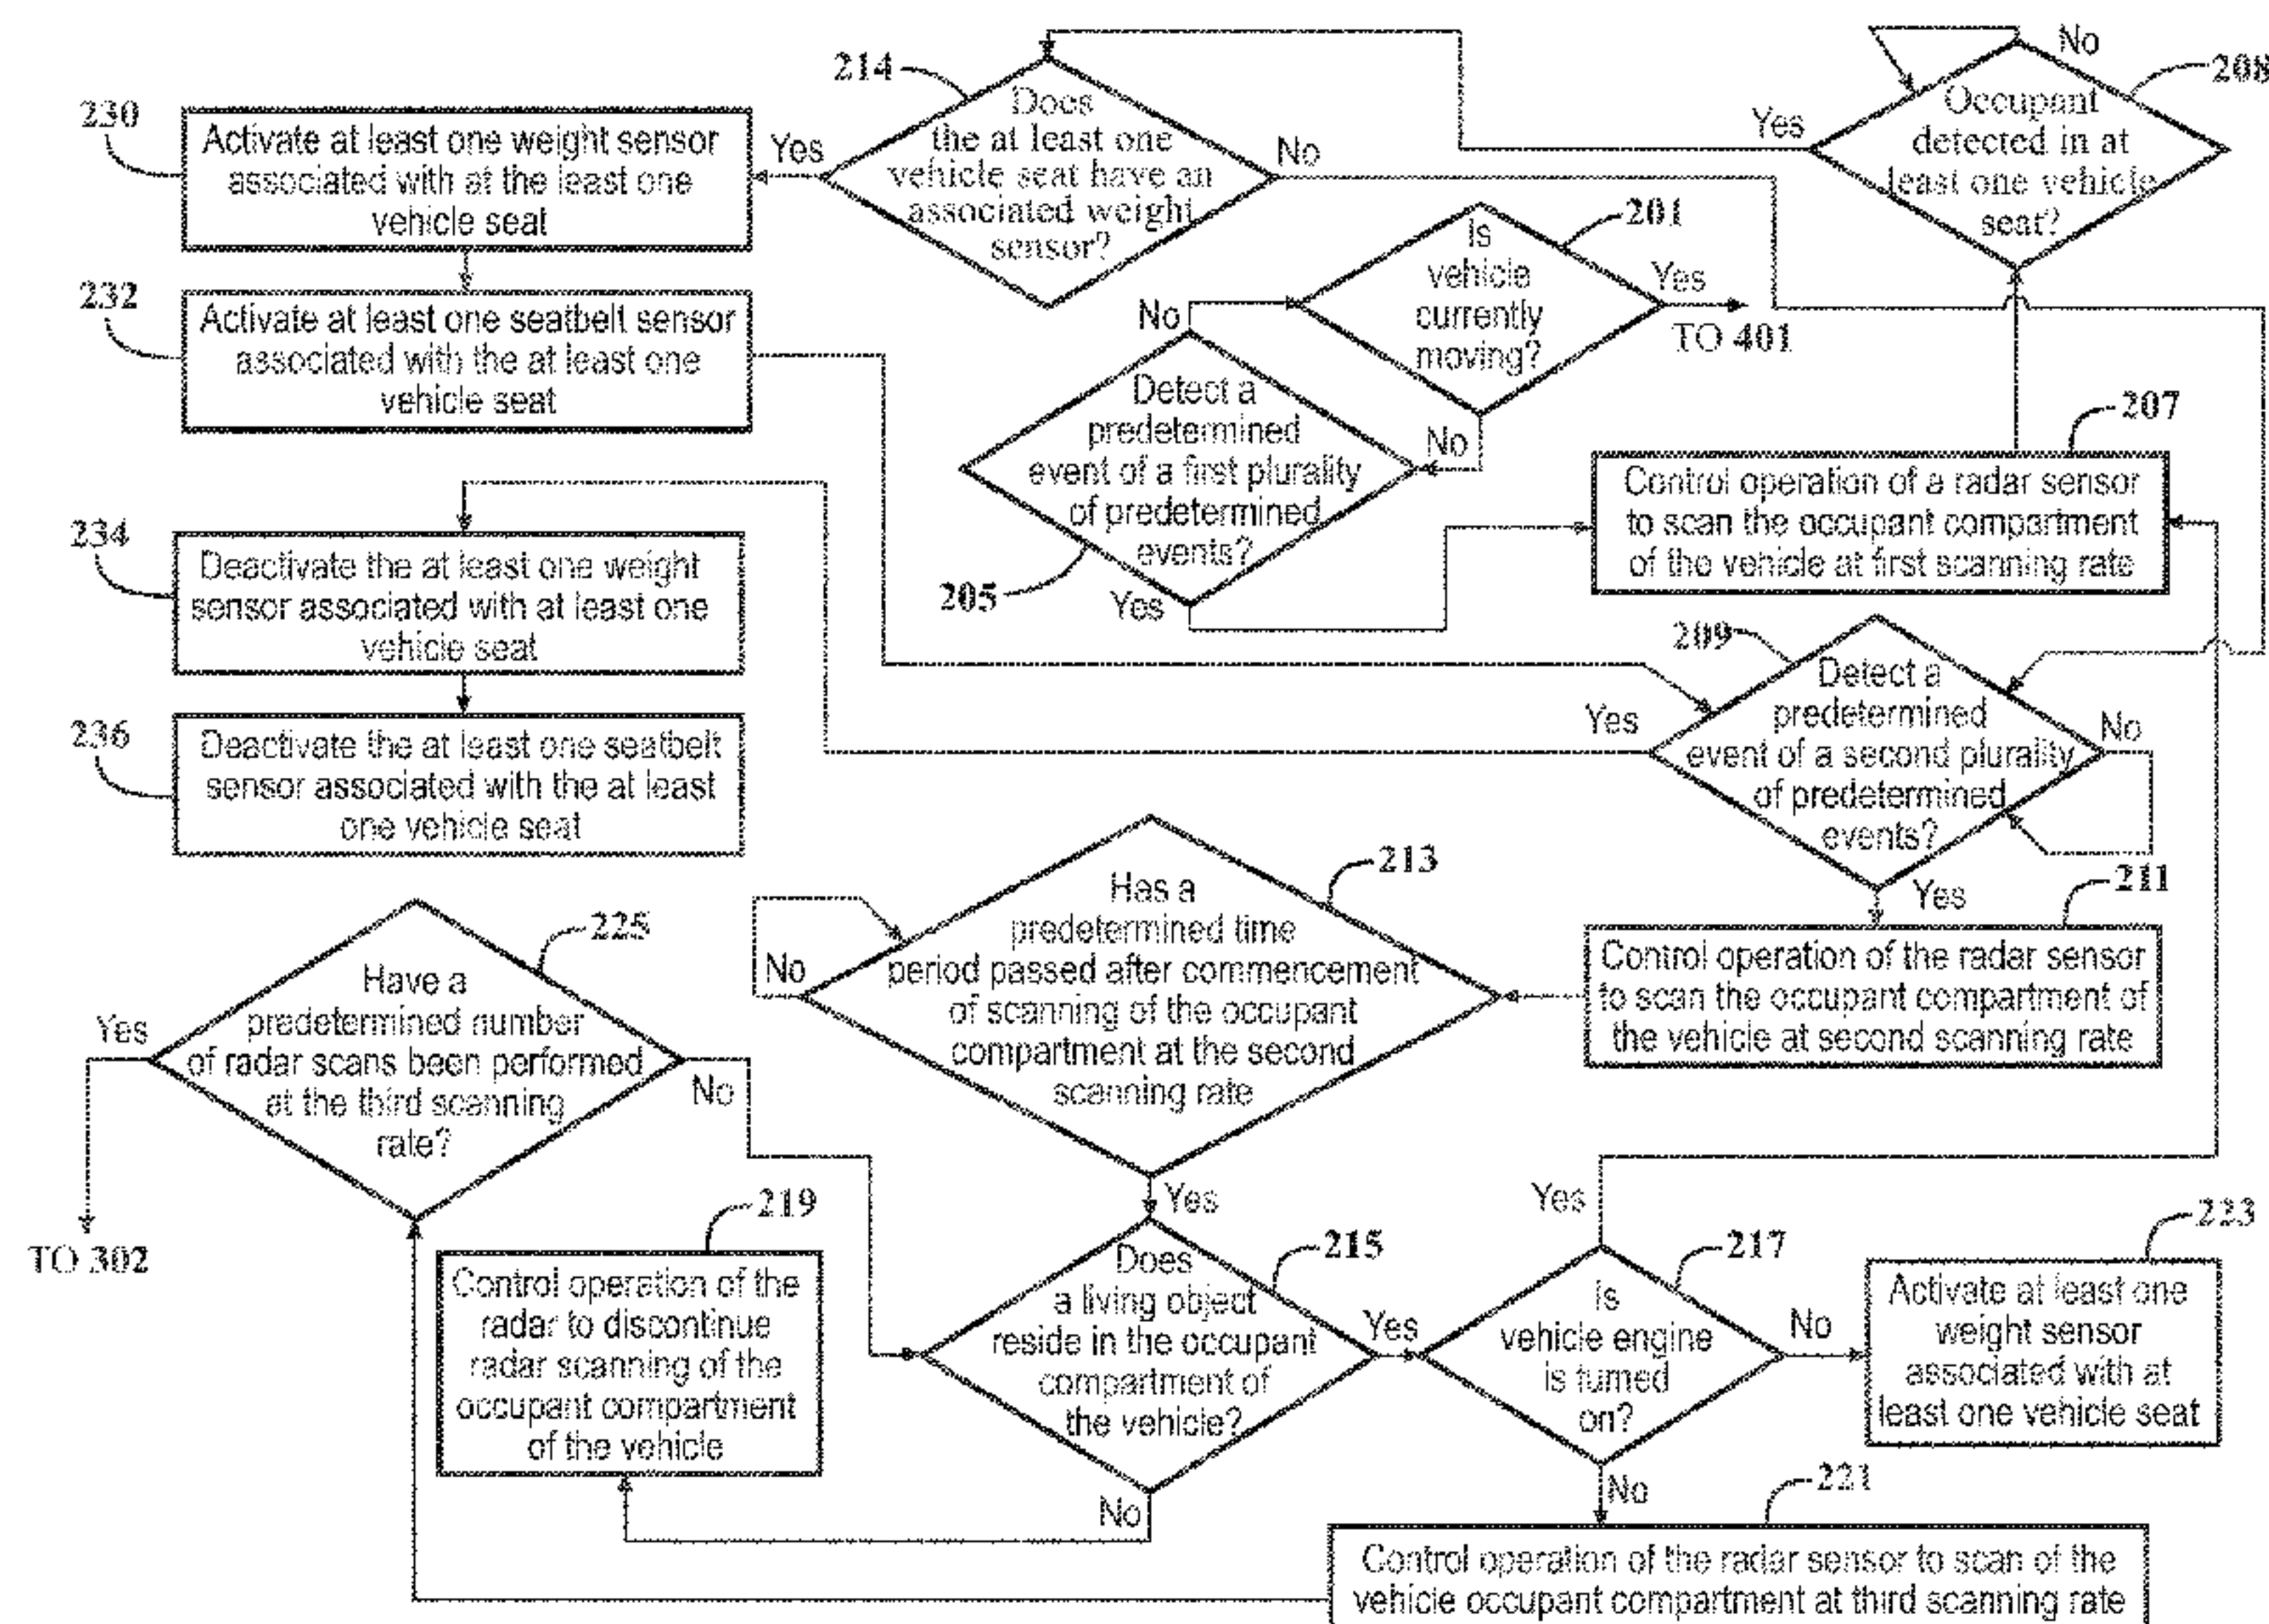 214
Does
the at least one
vehicle seat have an
associated weight
sensor?
Yes
No
208
Occupant
detected in at
least one vehicle
seat?
Yes
No
230
Activate at least one weight sensor
associated with at the least one
vehicle seat
232
Activate at least one seatbelt sensor
associated with the at least one
vehicle seat
201
Is
vehicle
currently
moving?
Yes
TO 401
No
No
Detect a
predetermined
event of a first plurality
of predetermined
events?
205
Yes
207
Control operation of a radar sensor
to scan the occupant compartment
of the vehicle at first scanning rate
234
Deactivate the at least one weight
sensor associated with at least one
vehicle seat
236
Deactivate the at least one seatbelt
sensor associated with the at least
one vehicle seat
209
Detect a
predetermined
event of a second plurality
of predetermined
events?
Yes
No
Yes
211
Control operation of the radar sensor
to scan the occupant compartment of
the vehicle at second scanning rate
213
Has a
predetermined time
period passed after commencement
of scanning of the occupant
compartment at the second
scanning rate
No
Yes
225
Have a
predetermined number
of radar scans been performed
at the third scanning
rate?
Yes
No
TO 302
219
Control operation of the
radar to discontinue
radar scanning of the
occupant compartment
of the vehicle
215
Does
a living object
reside in the occupant
compartment of
the vehicle?
Yes
No
217
Is
vehicle engine
is turned
on?
Yes
No
No
223
Activate at least one
weight sensor
associated with at
least one vehicle seat
221
Control operation of the radar sensor to scan of the
vehicle occupant compartment at third scanning rate